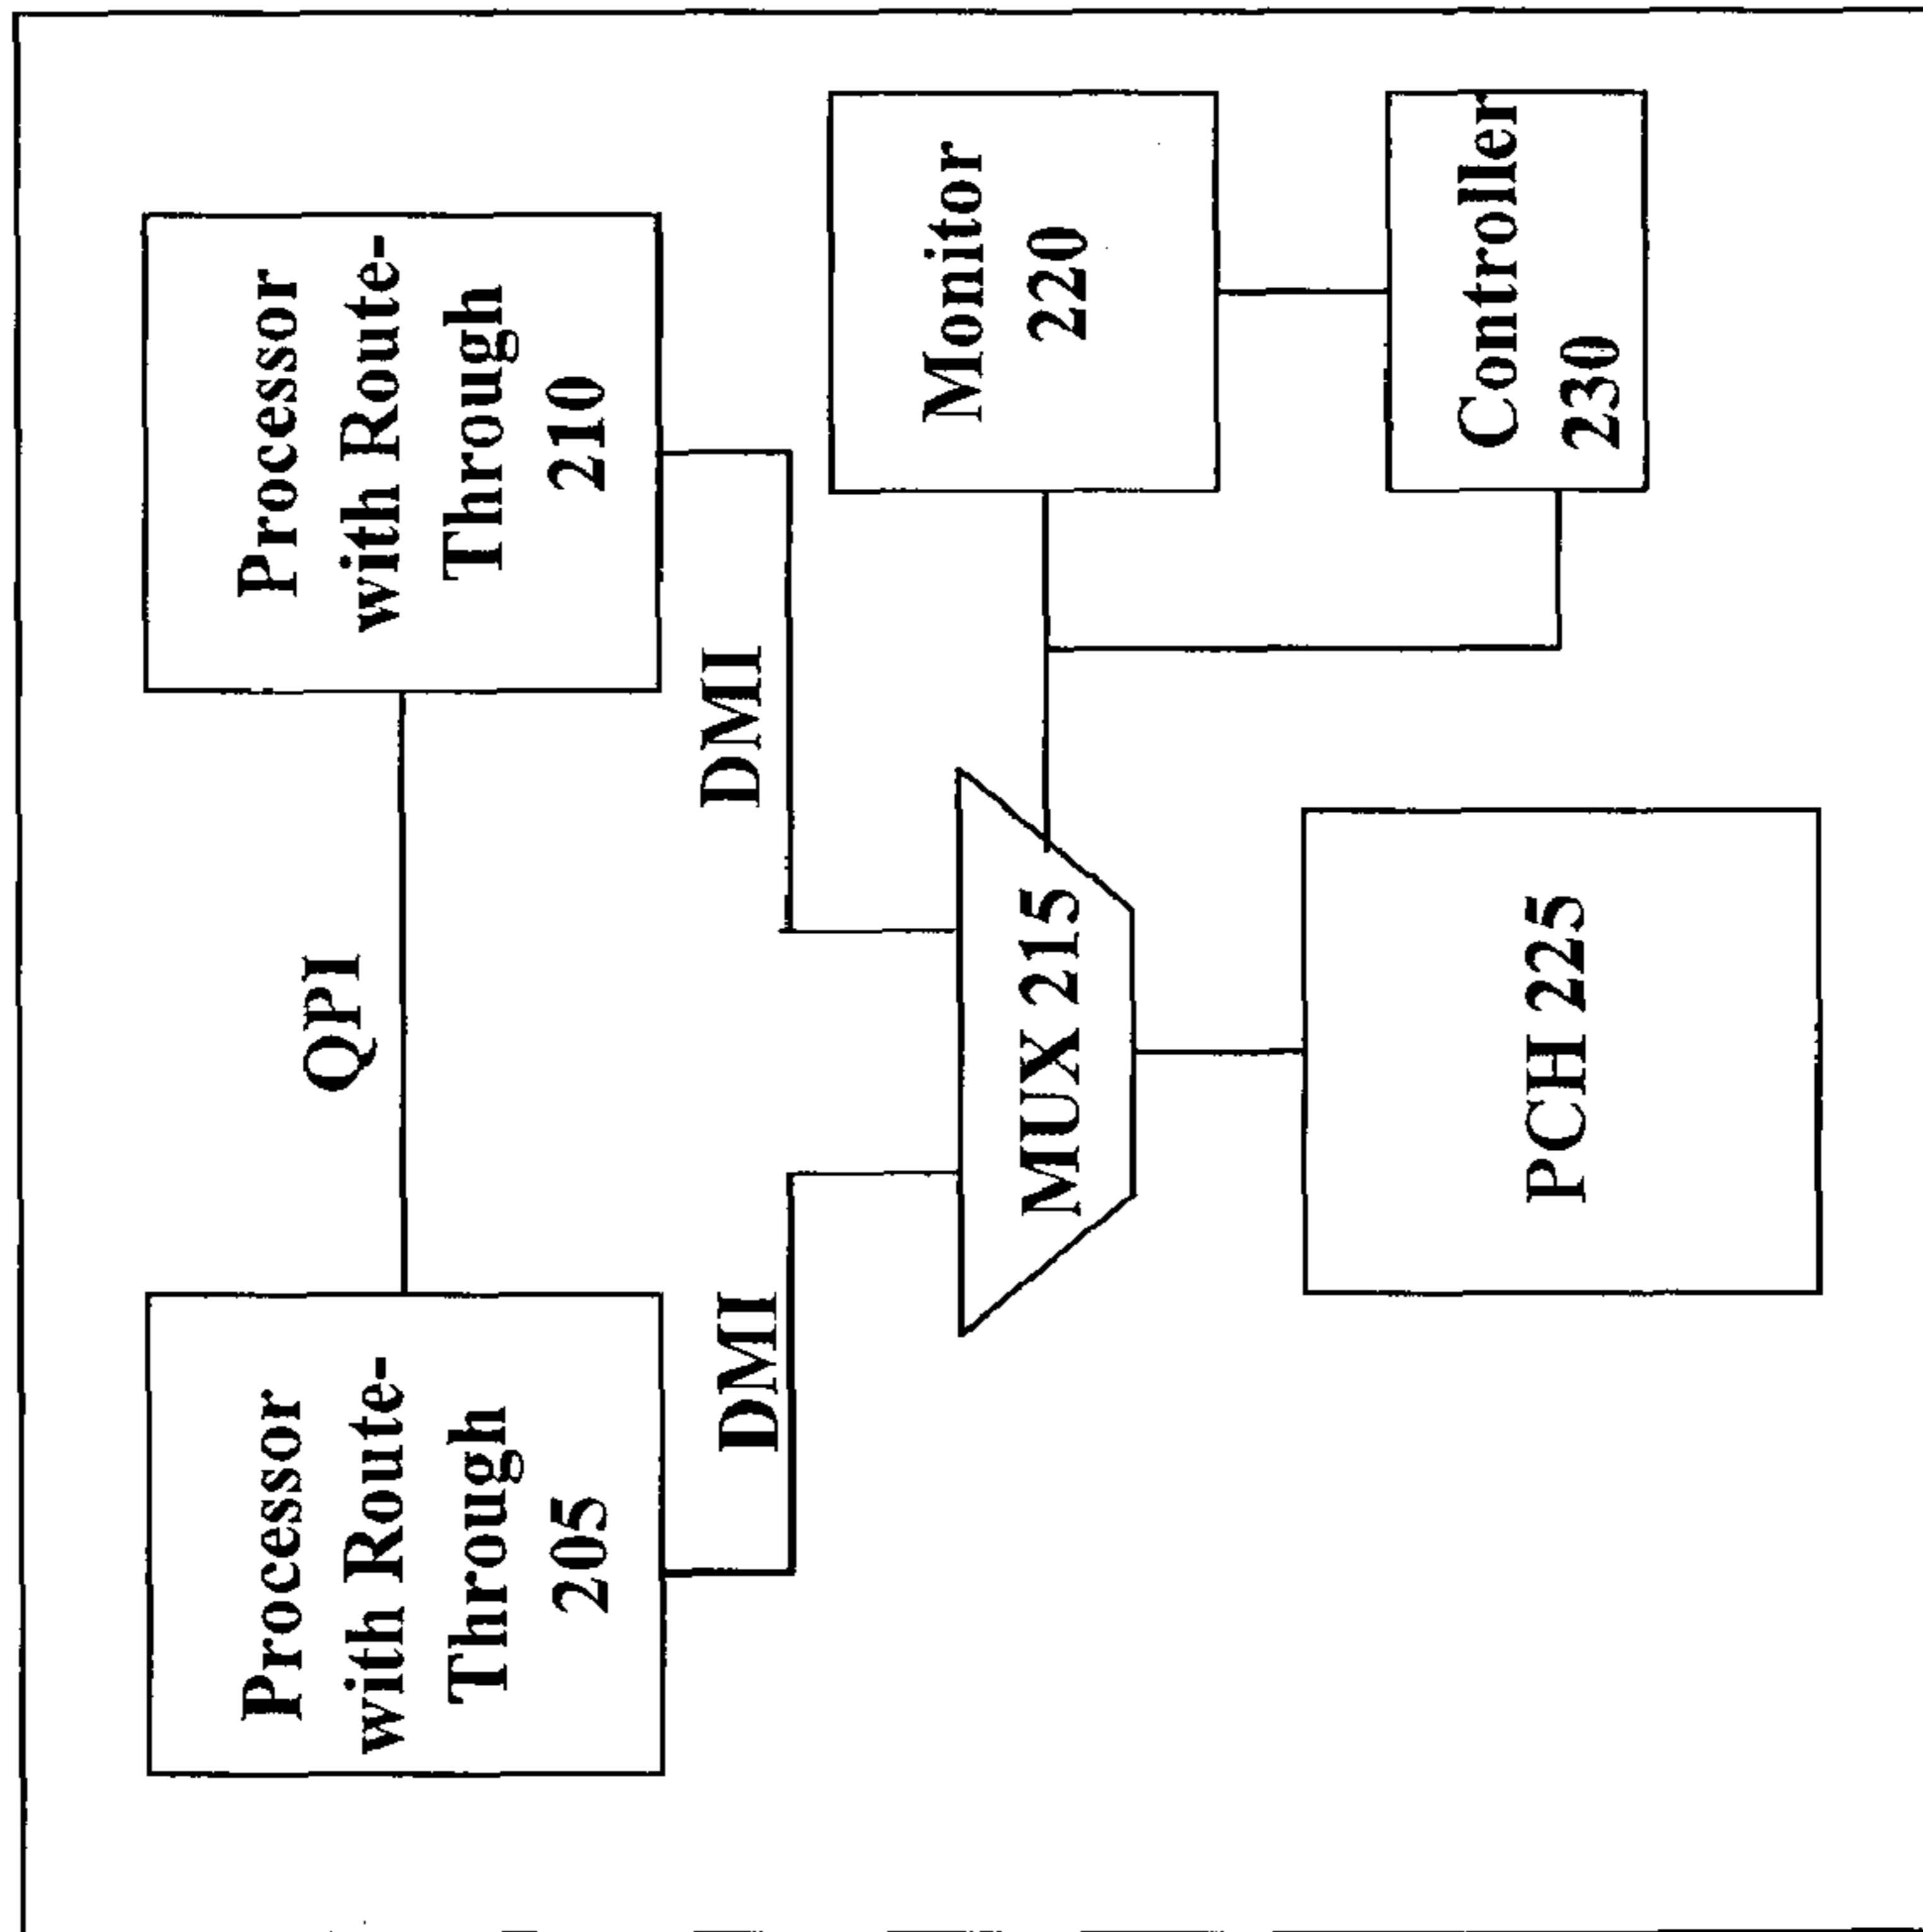 Processor
with Route-
Through
205
QPI
Processor
with Route-
Through
210
DMI
DMI
MUX 215
Monitor
220
PCH 225
Controller
230